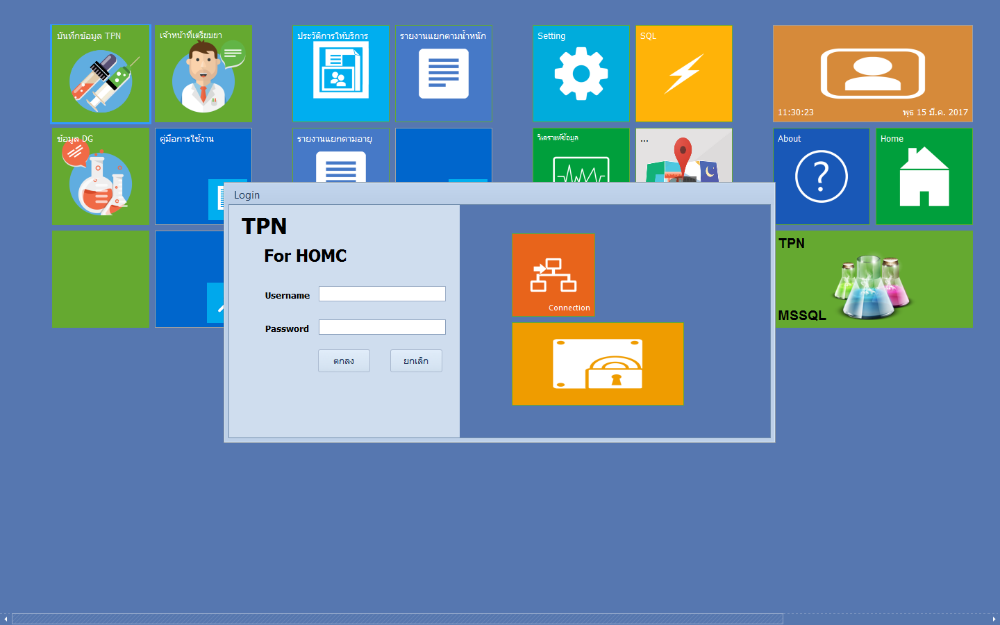 บันทึกข้อมูล TPN
เจ้าหน้าที่เตรียมยา
ประวัติการให้บริการ
รายงานแยกตามน้ำหนัก
Setting
SQL
11:30:23
พุธ 15 มี.ค. 2017
ข้อมูล DG
คู่มือการใช้งาน
รายงานแยกตามอายุ
วิเคราะห์ข้อมูล
...
About
Home
Login
TPN
For HOMC
Username
Password
ตกลง
ยกเลิก
Connection
TPN
MSSQL